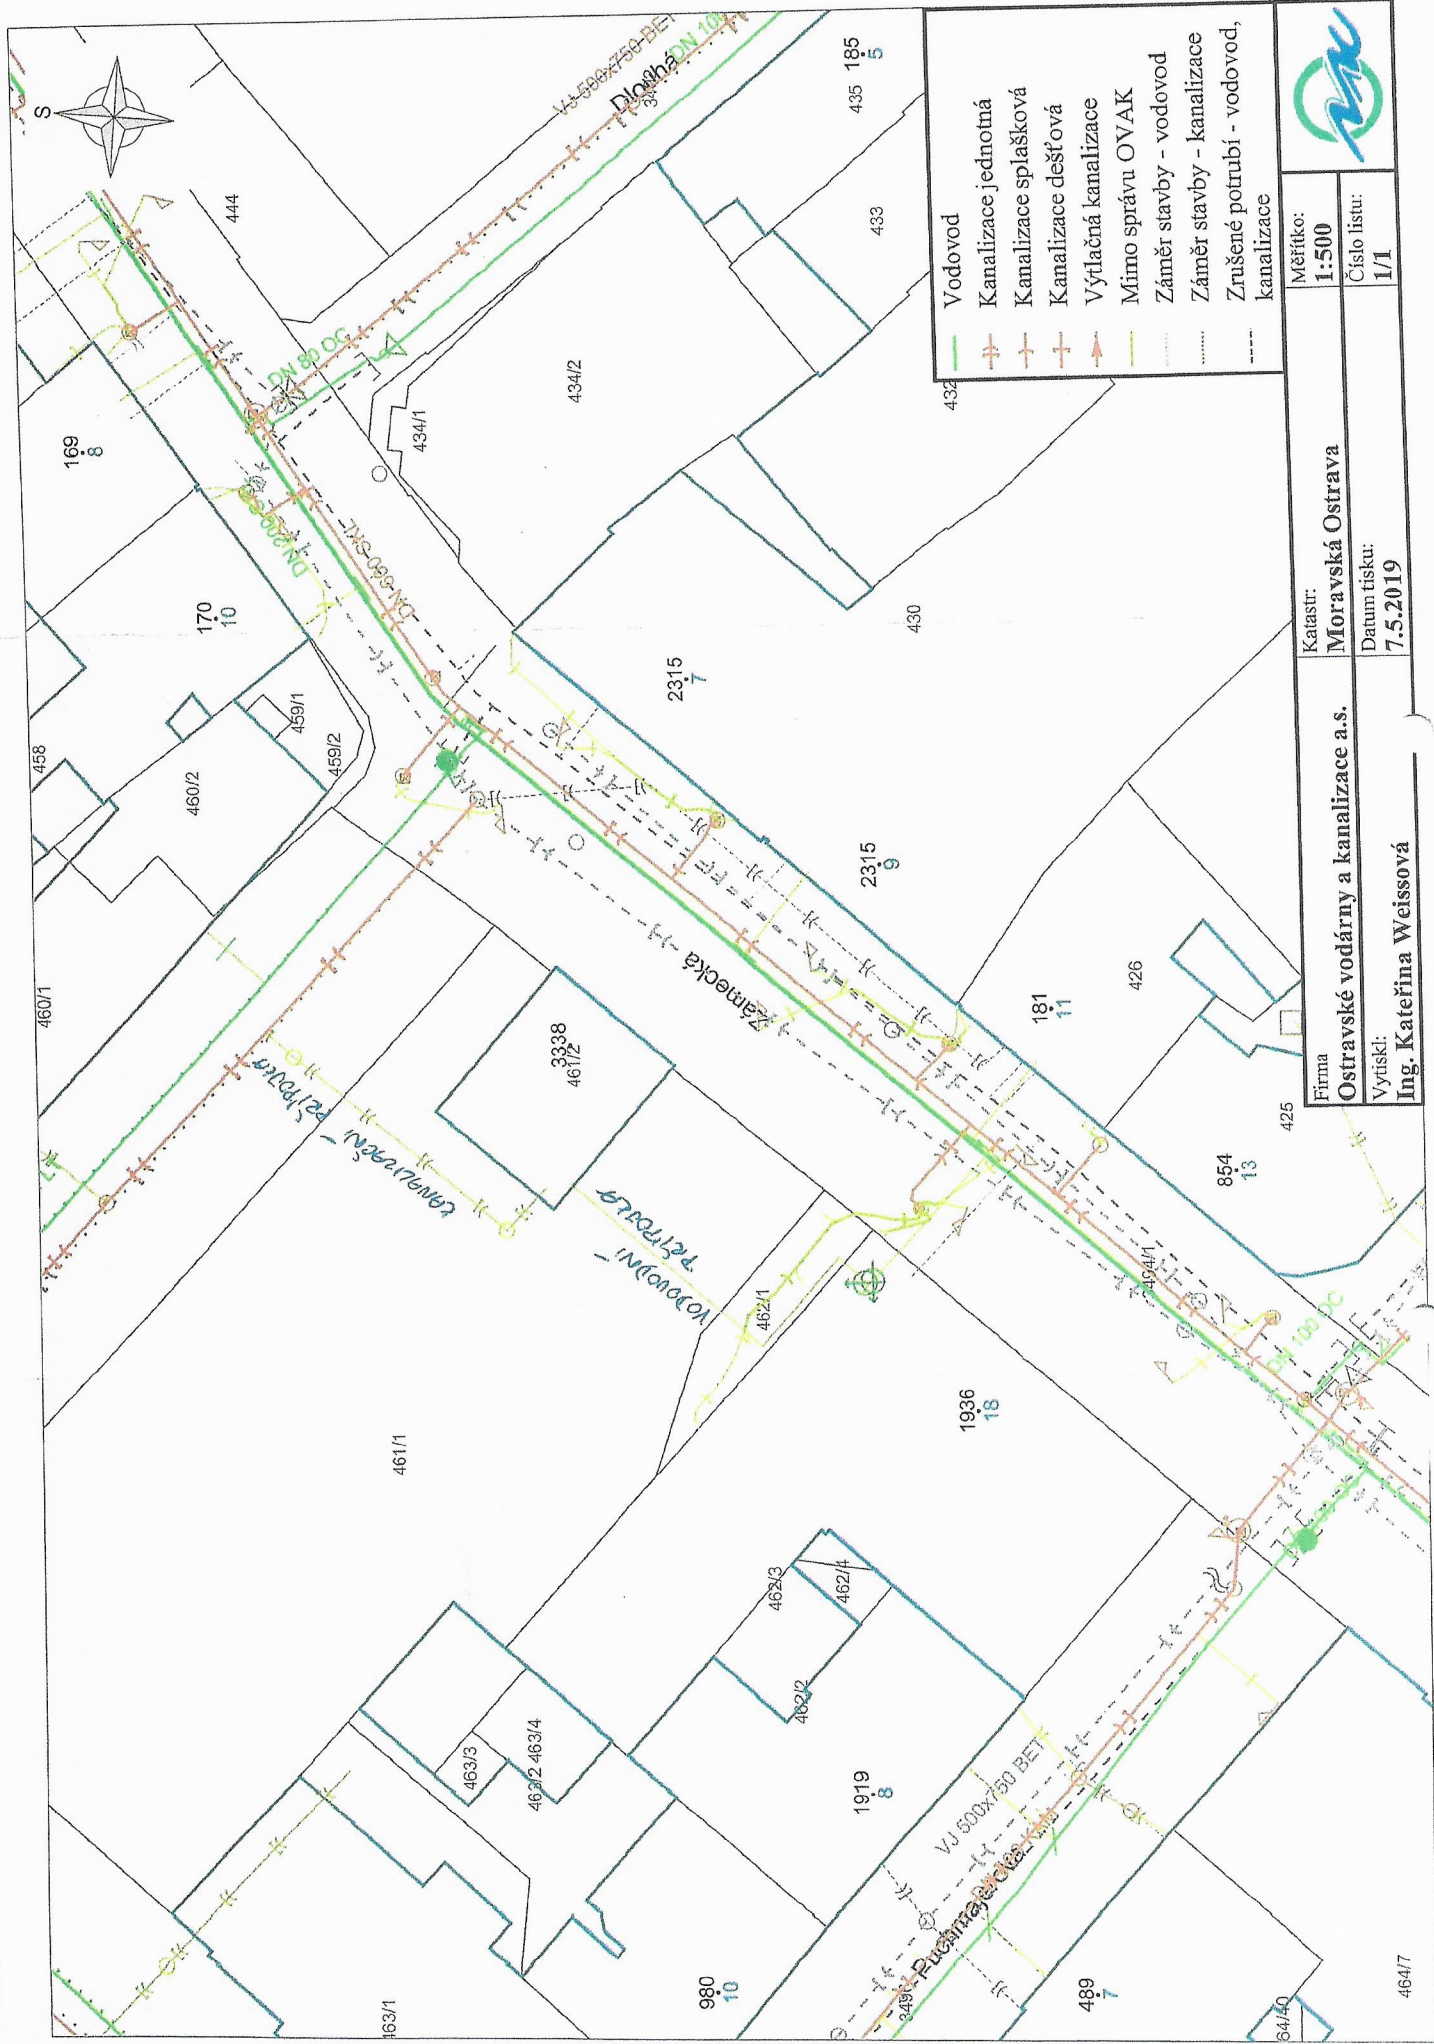 S
Dlouhá
VJ 500x750 BET
DN 100
185
5
435
444
433
169
8
DN 80 OC
434/2
434/1
432
170
10
DN 600 SKL
430
458
459/1
459/2
460/2
2315
7
2315
9
460/1
Zámecká
3338
461/2
181
11
426
425
KANALIZAČNÍ PŘÍPOJKA
VODOVODNÍ
PŘÍPOJKA
854
13
494/1
462/1
DN 100 OC
461/1
1936
18
462/3
462/4
462/2
463/3
463/2 463/4
1919
8
VJ 500x750 BET
980
10
489
7
463/1
464/7
Vodovod
Kanalizace jednotná
Kanalizace splašková
Kanalizace dešťová
Výtlačná kanalizace
Mimo správu OVAK
Záměr stavby - vodovod
Záměr stavby - kanalizace
Zrušené potrubí - vodovod,
kanalizace
Firma
Ostravské vodárny a kanalizace a.s.
Katastr:
Moravská Ostrava
Měřítko:
1:500
Vytiskl:
Ing. Kateřina Weissová
Datum tisku:
7.5.2019
Číslo listu:
1/1